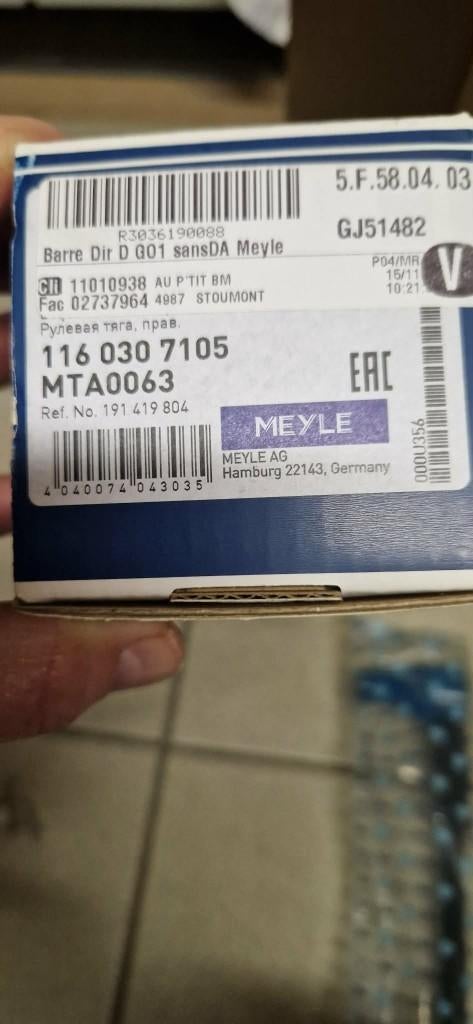 5.F.58.04. 03
R3036190088
GJ51482
Barre Dir D G01 sansDA Meyle
P04/MR
Cli 11010938 AU P'TIT BM
15/11
V
Fac 02737964 4987 STOUMONT
10:21
Рулевая тяга, прав.
116 030 7105
MTA0063
EAC
Ref. No. 191 419 804
MEYLE
MEYLE AG
Hamburg 22143, Germany
4 040074 043035
000U356